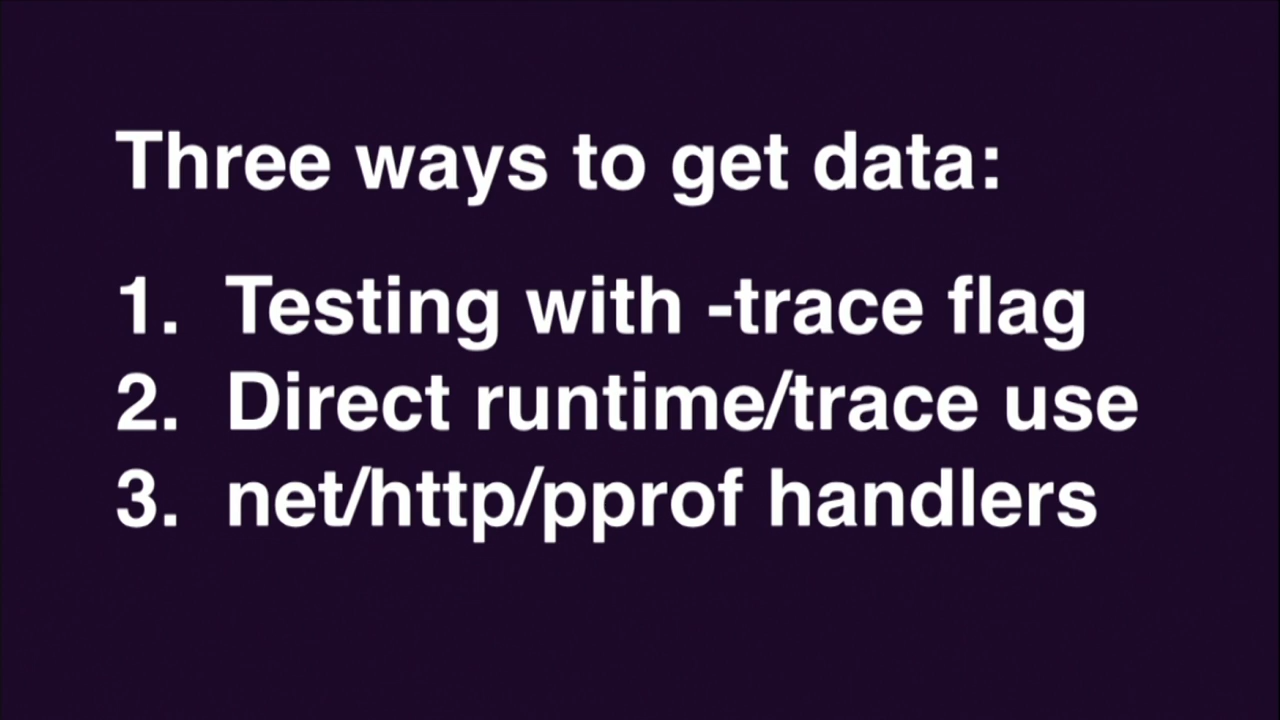 Three ways to get data:
1. Testing with -trace flag
2. Direct runtime/trace use
3. net/http/pprof handlers